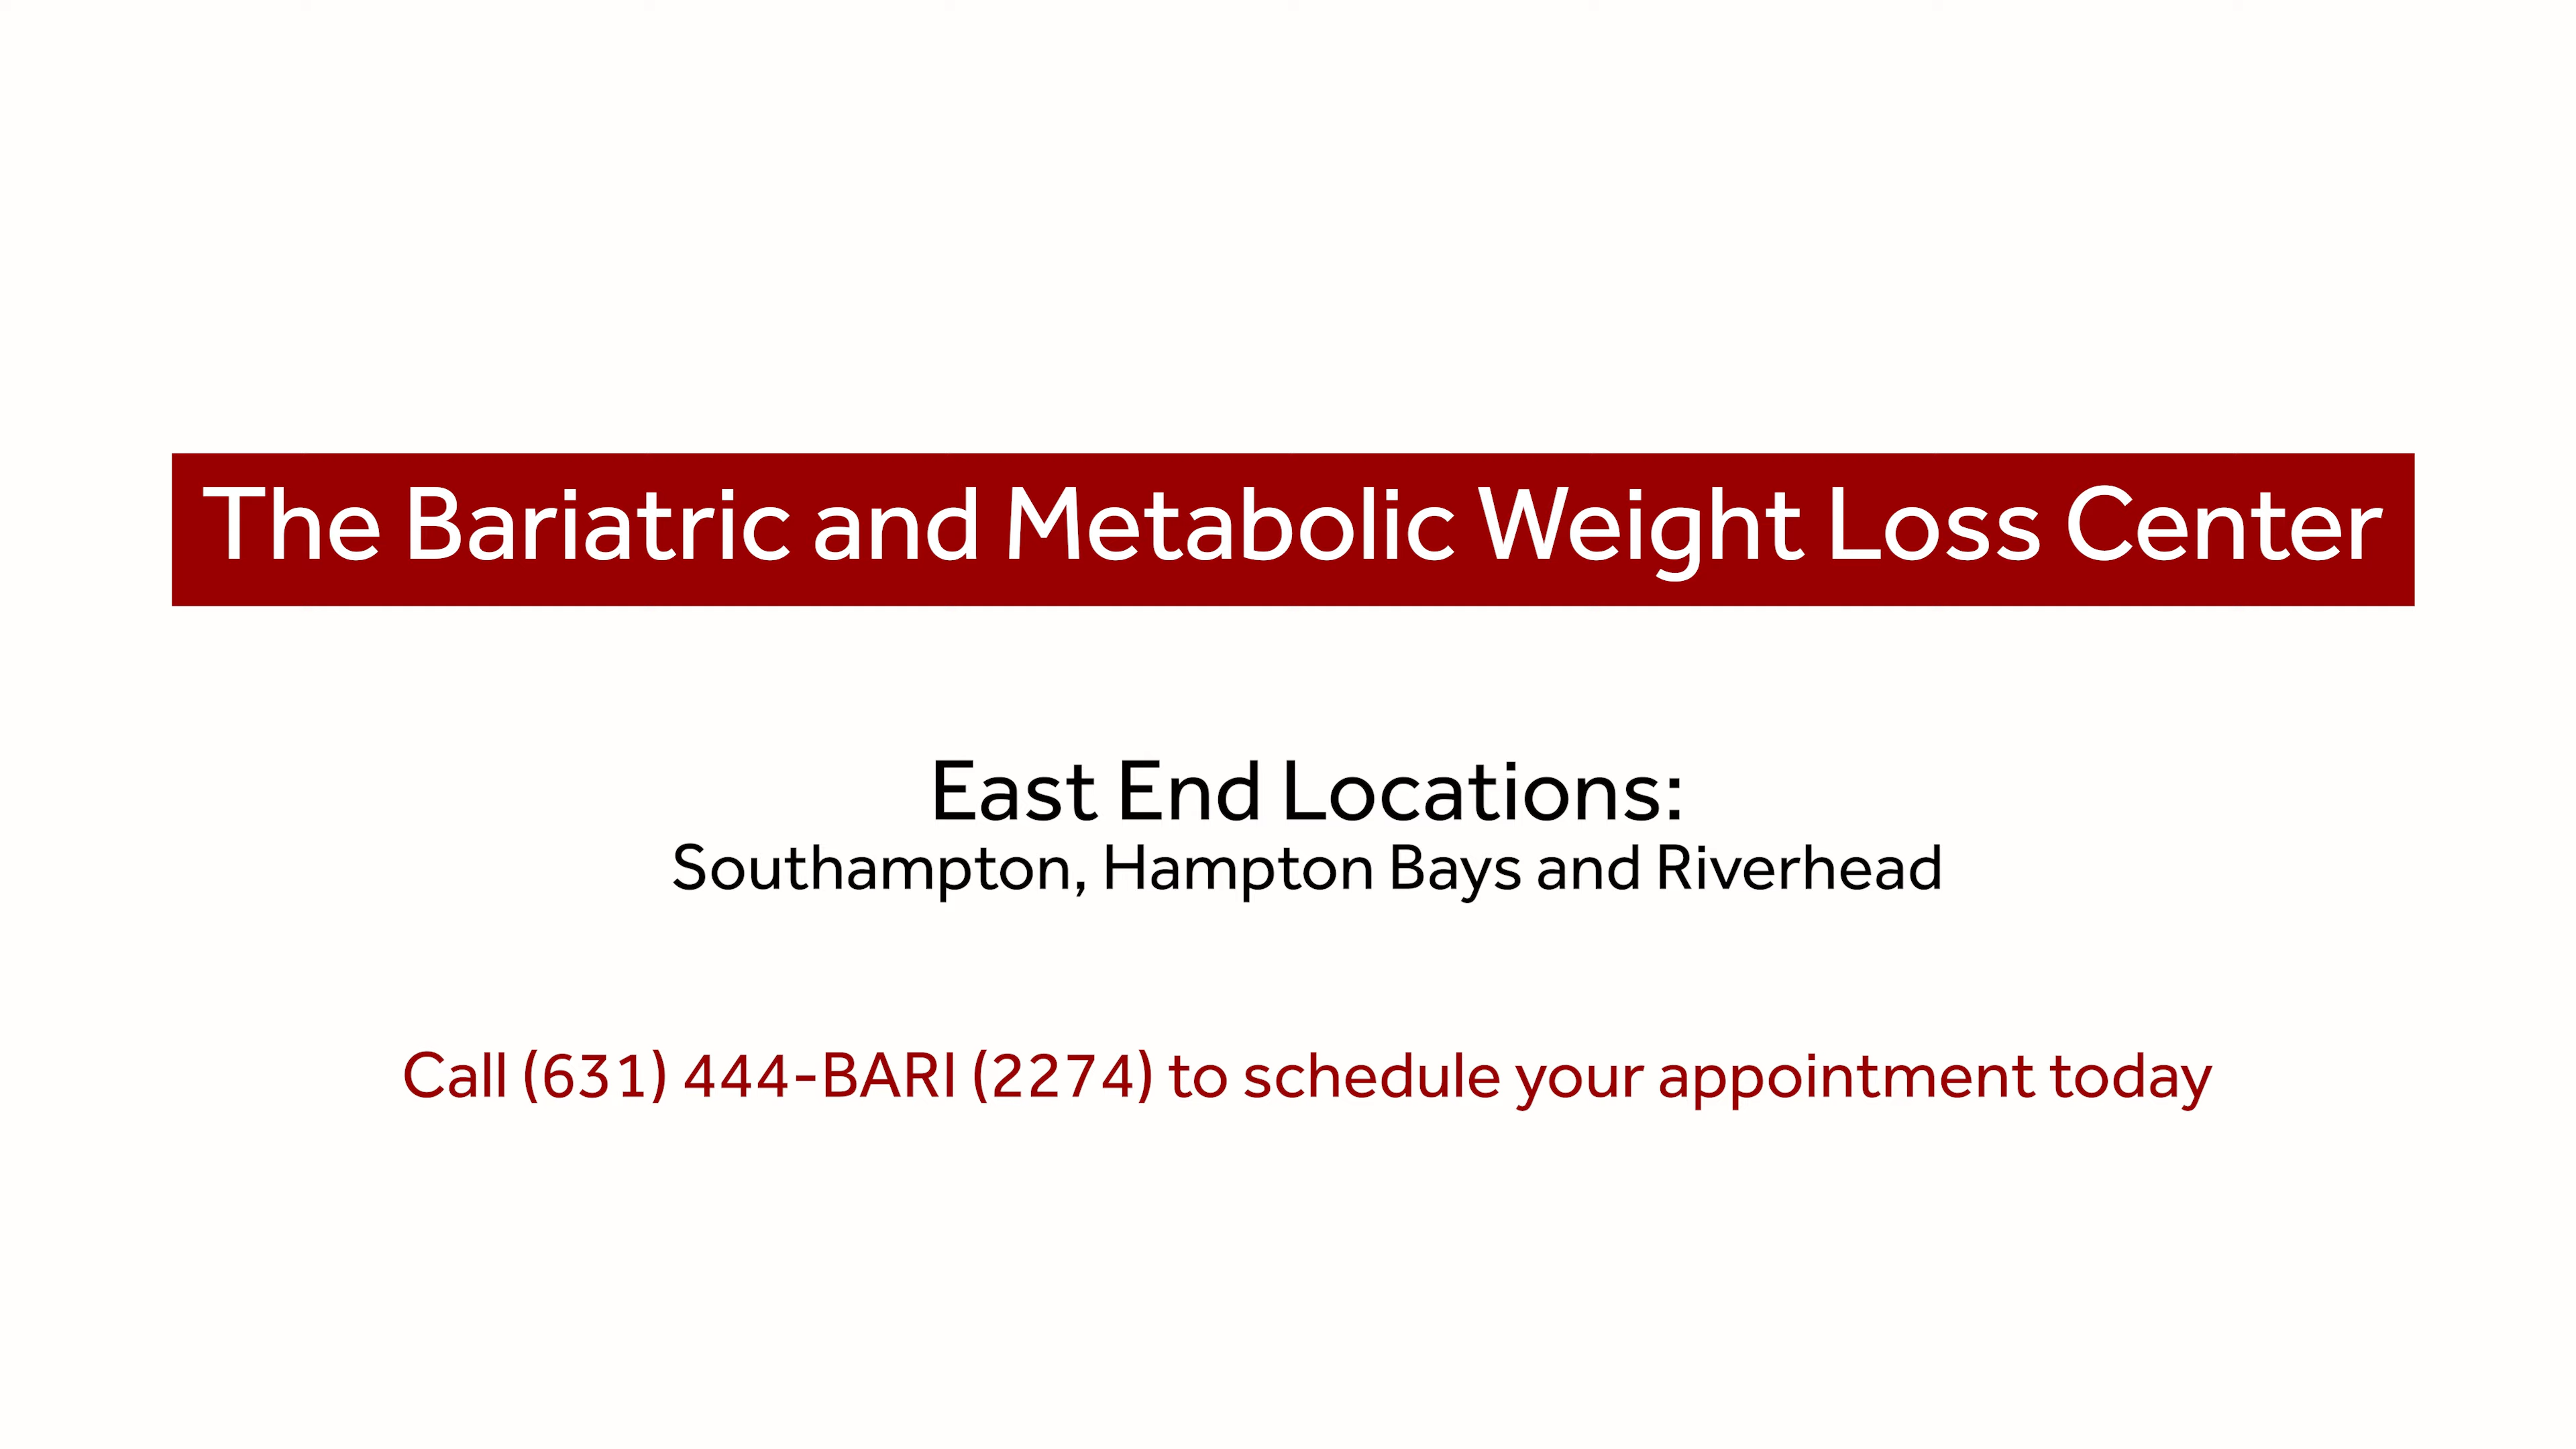 The Bariatric and Metabolic Weight Loss Center
East End Locations:
Southampton, Hampton Bays and Riverhead
Call (631) 444-BARI (2274) to schedule your appointment today